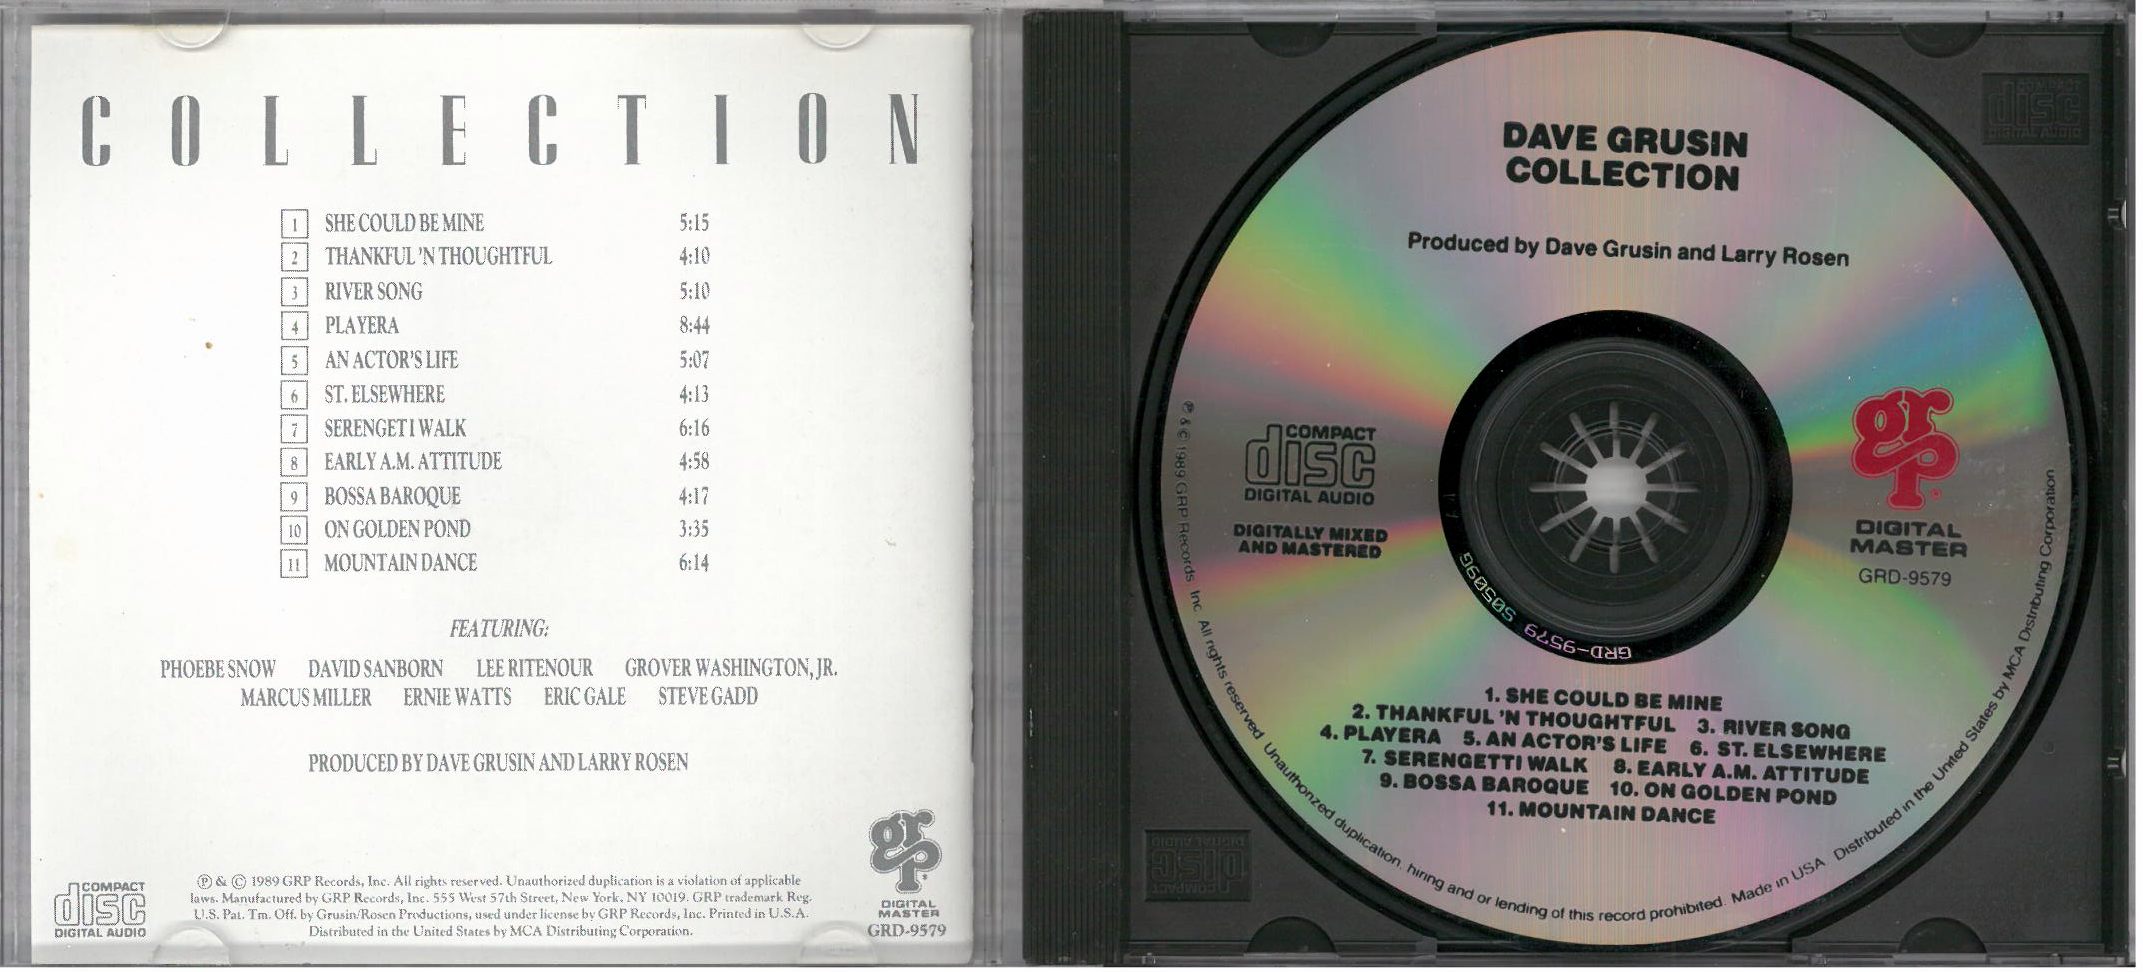 COLLECTION
1 SHE COULD BE MINE 5:15
2 THANKFUL 'N THOUGHTFUL 4:10
3 RIVER SONG 5:10
4 PLAYERA 8:44
5 AN ACTOR'S LIFE 5:07
6 ST. ELSEWHERE 4:13
7 SERENGETI WALK 6:16
8 EARLY A.M. ATTITUDE 4:58
9 BOSSA BAROQUE 4:17
10 ON GOLDEN POND 3:35
11 MOUNTAIN DANCE 6:14
FEATURING:
PHOEBE SNOW DAVID SANBORN LEE RITENOUR GROVER WASHINGTON, JR.
MARCUS MILLER ERNIE WATTS ERIC GALE STEVE GADD
PRODUCED BY DAVE GRUSIN AND LARRY ROSEN
COMPACT
disc
DIGITAL AUDIO
℗ & © 1989 GRP Records, Inc. All rights reserved. Unauthorized duplication is a violation of applicable
laws. Manufactured by GRP Records, Inc. 555 West 57th Street, New York, NY 10019. GRP trademark Reg.
U.S. Pat. Tm. Off. by Grusin/Rosen Productions, used under license by GRP Records, Inc. Printed in U.S.A.
Distributed in the United States by MCA Distributing Corporation.
grp
DIGITAL
MASTER
GRD-9579
DAVE GRUSIN
COLLECTION
Produced by Dave Grusin and Larry Rosen
COMPACT
disc
DIGITAL AUDIO
DIGITALLY MIXED
AND MASTERED
grp®
DIGITAL
MASTER
GRD-9579
GRD-9579 S0509G
1. SHE COULD BE MINE
2. THANKFUL 'N THOUGHTFUL 3. RIVER SONG
4. PLAYERA 5. AN ACTOR'S LIFE 6. ST. ELSEWHERE
7. SERENGETTI WALK 8. EARLY A.M. ATTITUDE
9. BOSSA BAROQUE 10. ON GOLDEN POND
11. MOUNTAIN DANCE
℗ & © 1989 GRP Records, Inc. All rights reserved. Unauthorized duplication, hiring and or lending of this record prohibited. Made in USA. Distributed in the United States by MCA Distributing Corporation
COMPACT
disc
DIGITAL AUDIO
COMPACT
disc
DIGITAL AUDIO